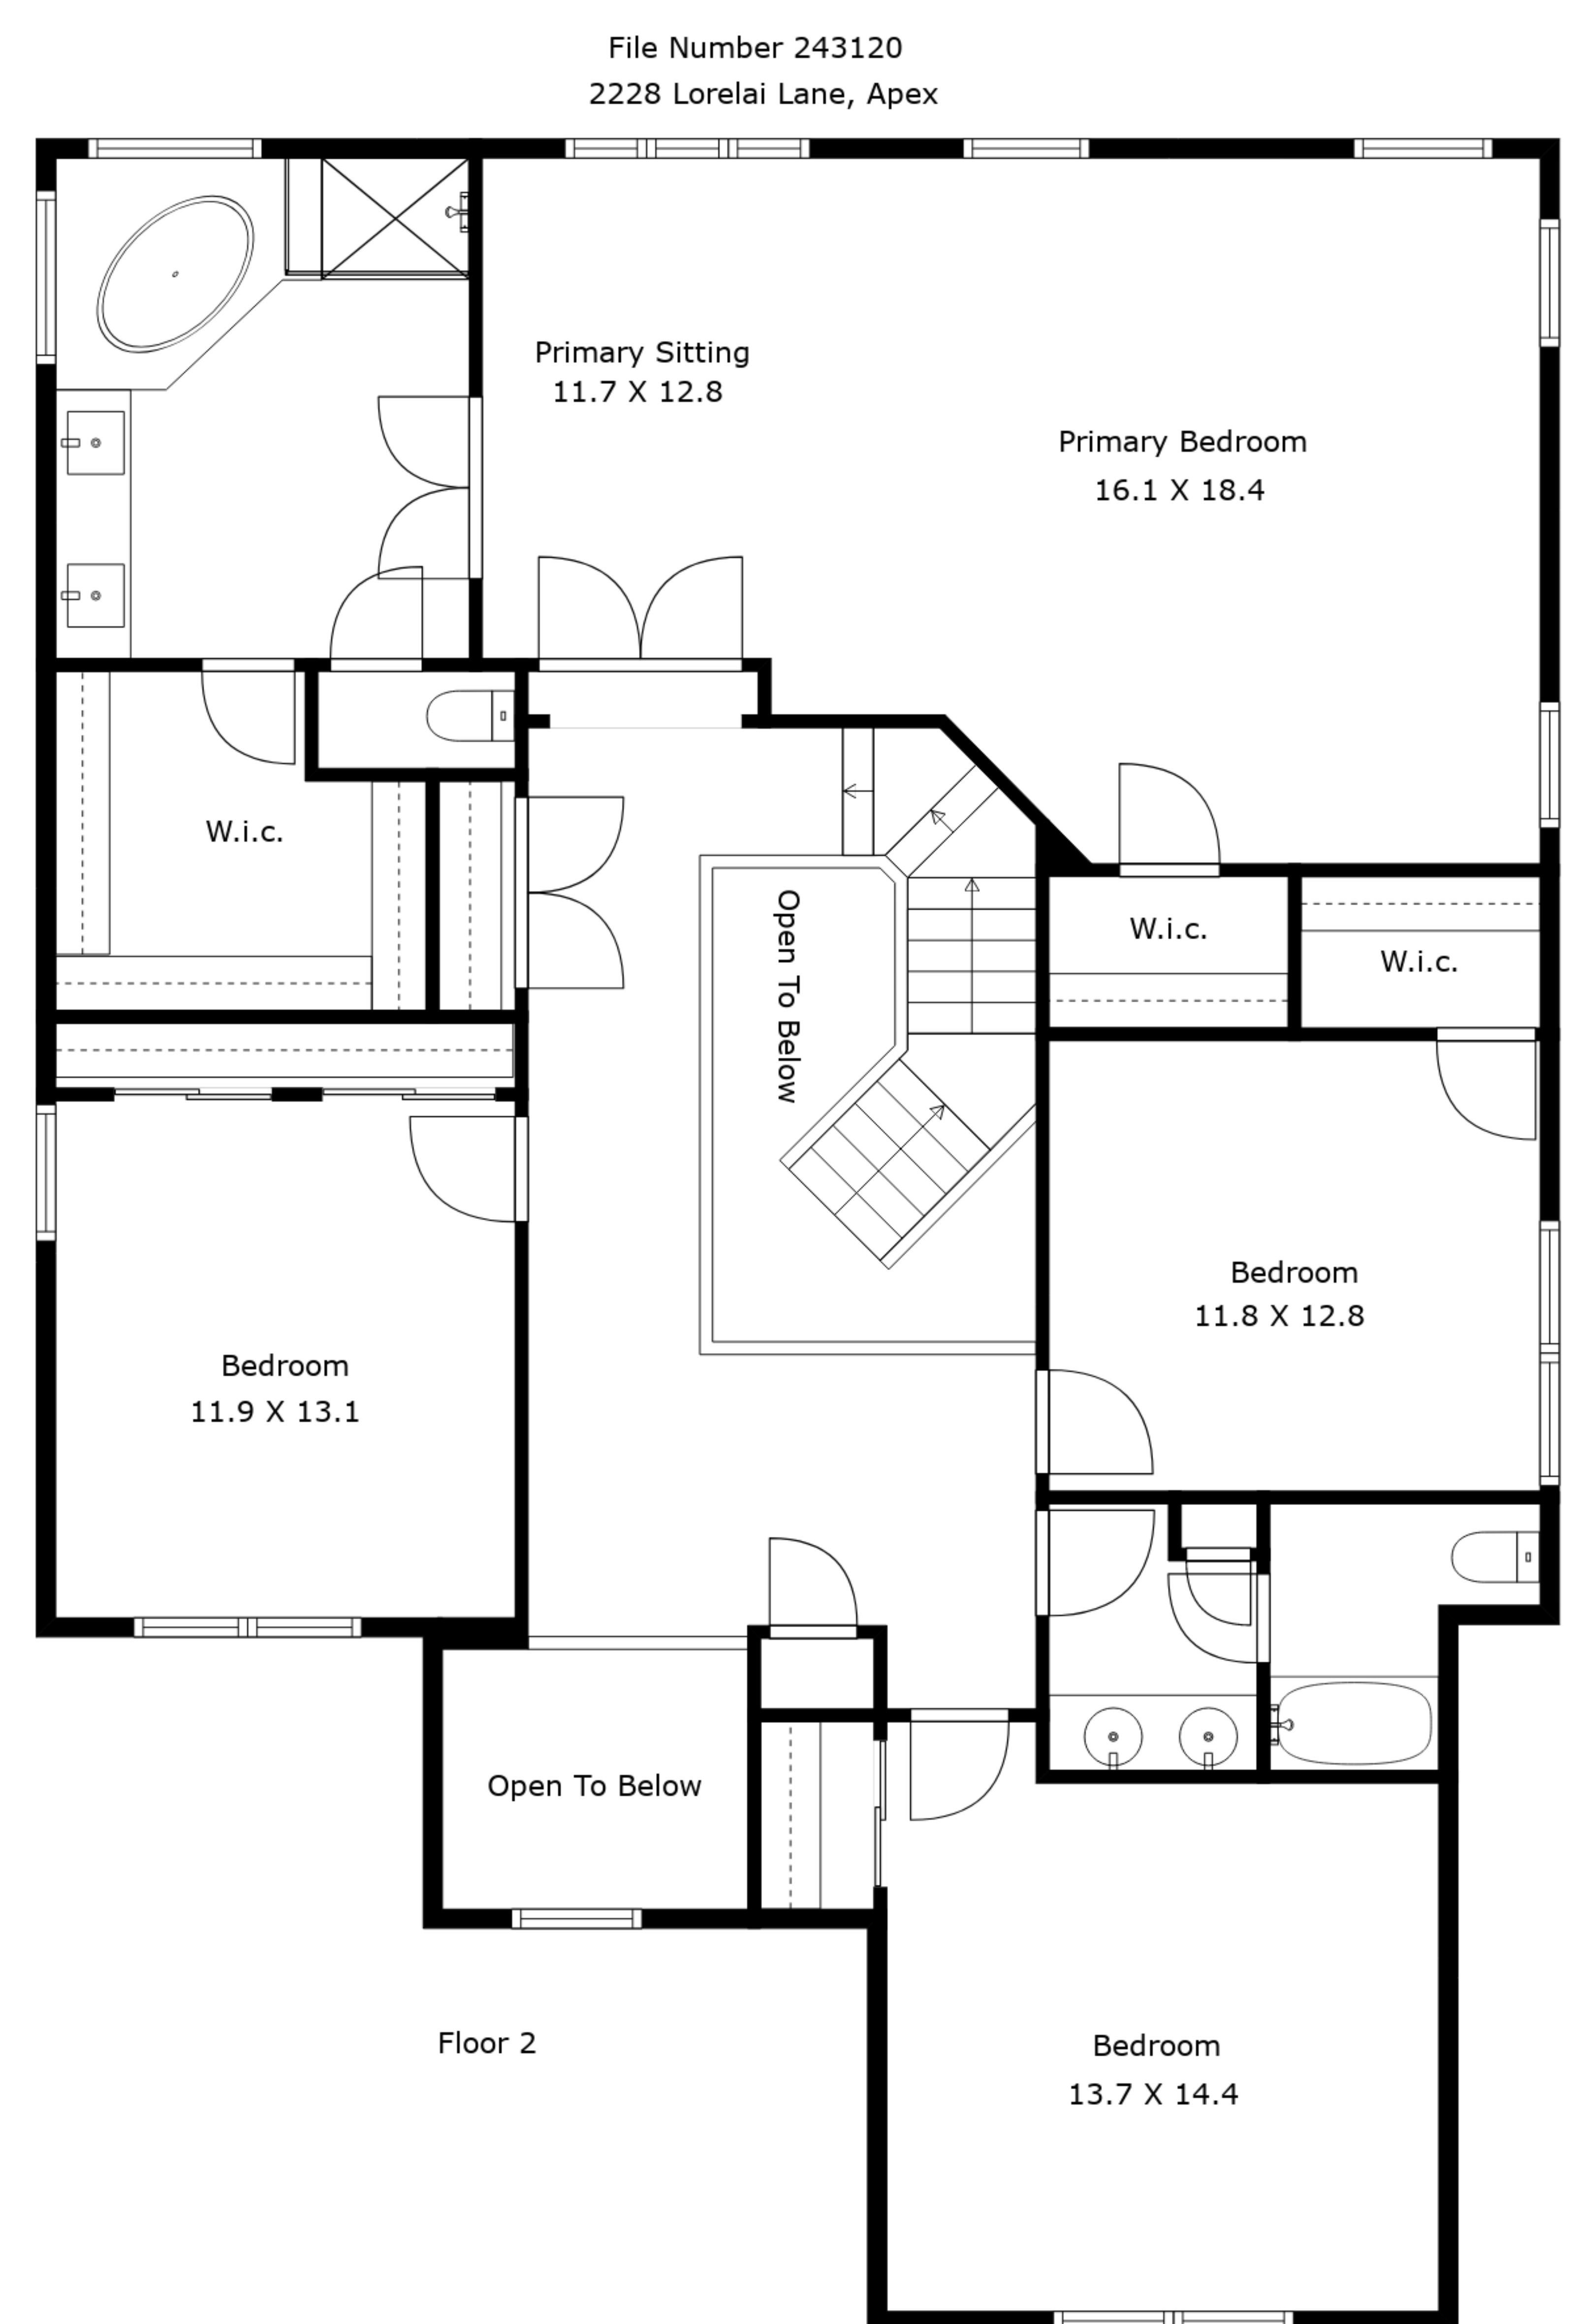 File Number 243120
2228 Lorelai Lane, Apex
Primary Sitting
11.7 X 12.8
Primary Bedroom
16.1 X 18.4
W.i.c.
Open To Below
W.i.c.
W.i.c.
Bedroom
11.8 X 12.8
Bedroom
11.9 X 13.1
Open To Below
Floor 2
Bedroom
13.7 X 14.4